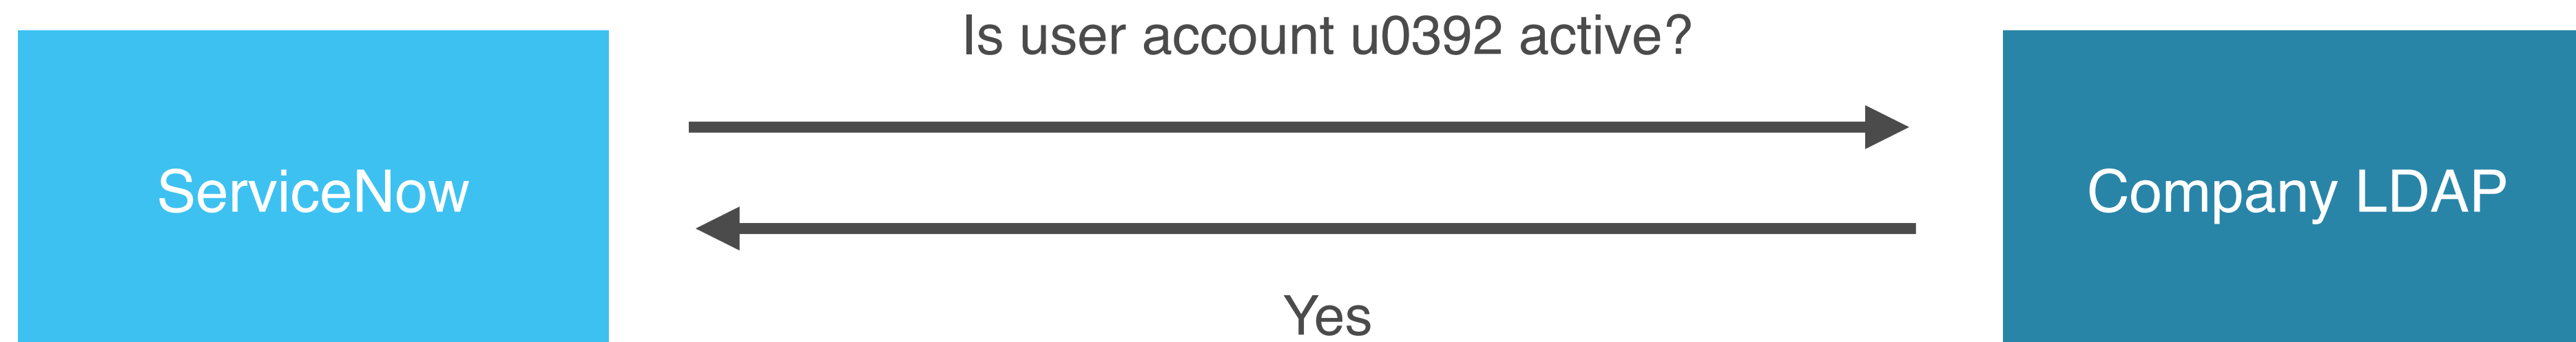 Is user account u0392 active?
ServiceNow
Company LDAP
Yes